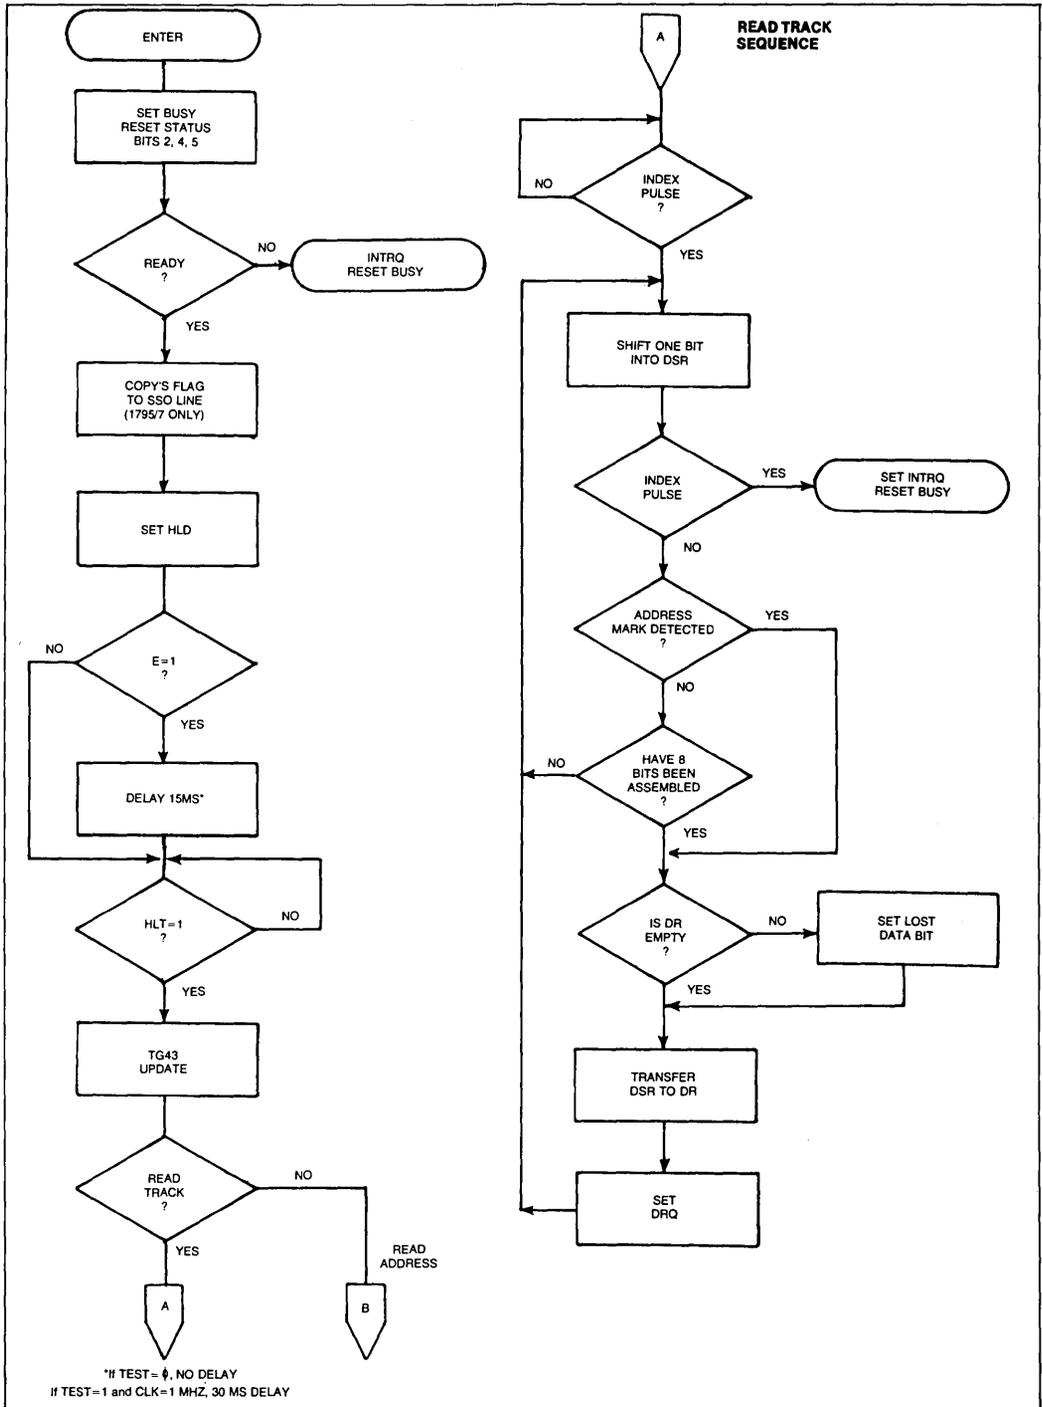 ENTER
SET BUSY
RESET STATUS
BITS 2, 4, 5
READY
?
NO
INTRQ
RESET BUSY
YES
COPY'S FLAG
TO SSO LINE
(1795/7 ONLY)
SET HLD
E=1
?
NO
YES
DELAY 15MS*
HLT=1
?
NO
YES
TG43
UPDATE
READ
TRACK
?
NO
YES
READ
ADDRESS
A
B
*If TEST=ϕ, NO DELAY
If TEST=1 and CLK=1 MHZ, 30 MS DELAY
READ TRACK
SEQUENCE
A
INDEX
PULSE
?
NO
YES
SHIFT ONE BIT
INTO DSR
INDEX
PULSE
YES
SET INTRQ
RESET BUSY
NO
ADDRESS
MARK DETECTED
?
YES
NO
HAVE 8
BITS BEEN
ASSEMBLED
?
NO
YES
IS DR
EMPTY
?
NO
SET LOST
DATA BIT
YES
TRANSFER
DSR TO DR
SET
DRQ